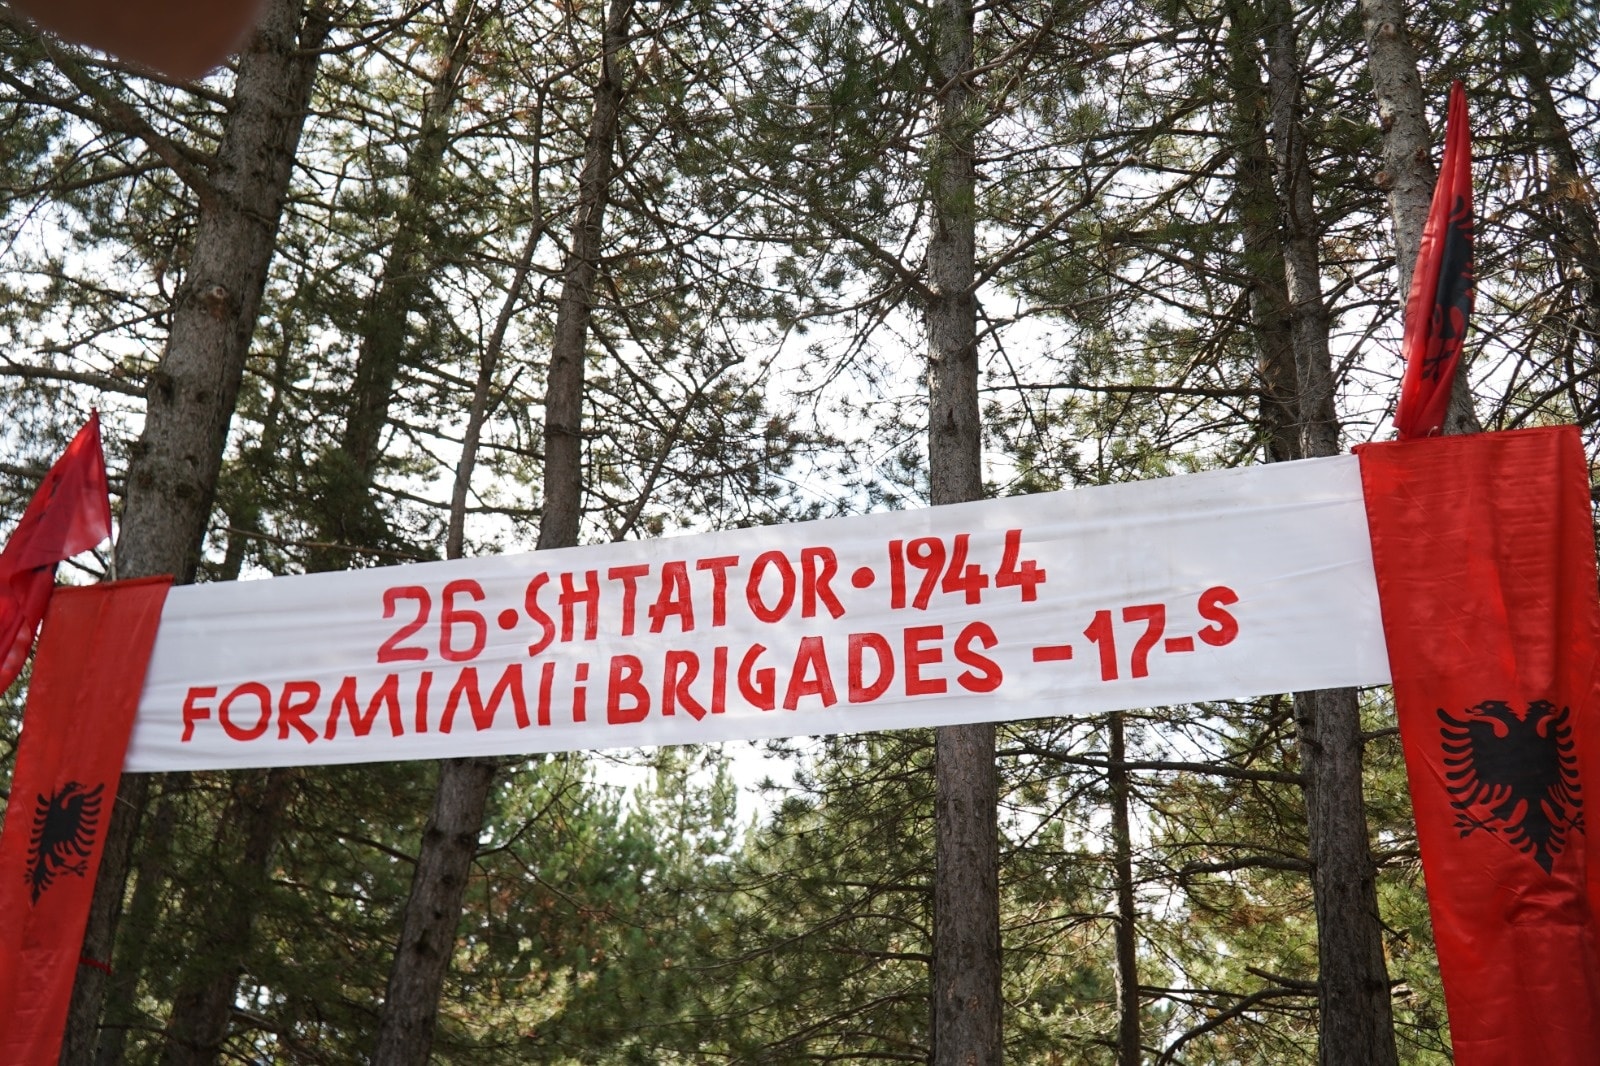 26•SHTATOR•1944
FORMIMI i BRIGADES -17-S